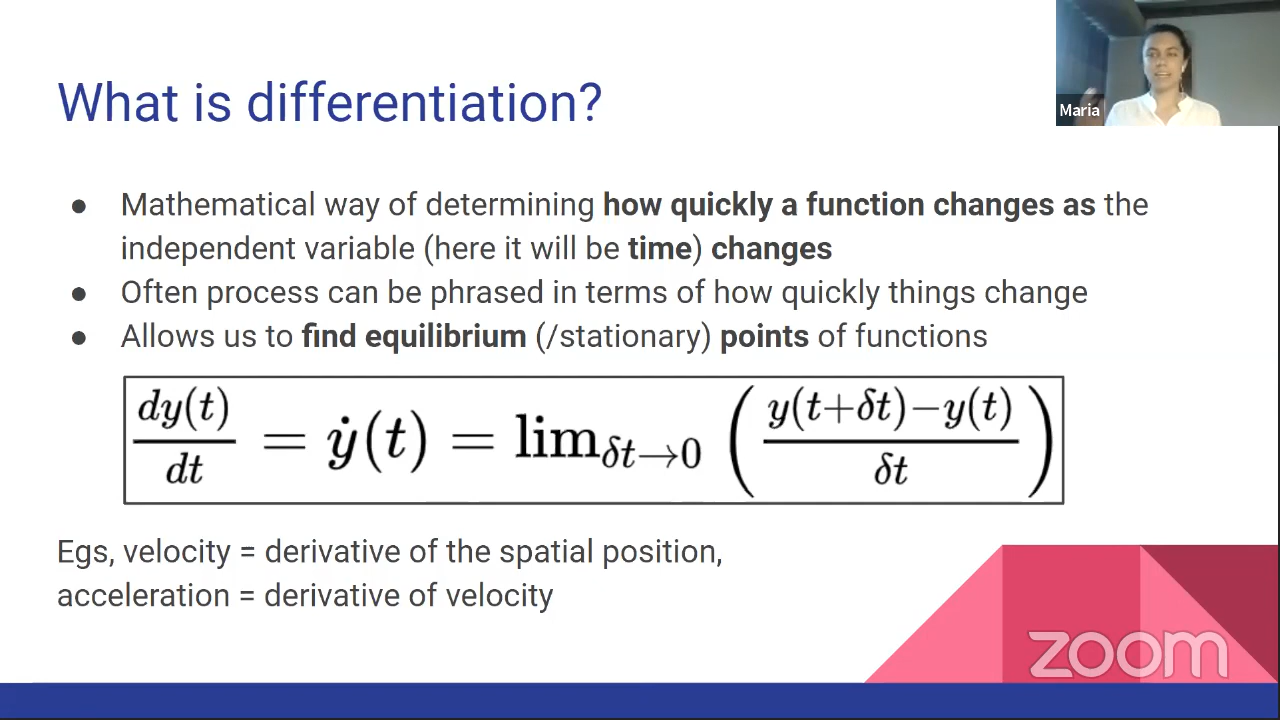 What is differentiation?
Maria
● Mathematical way of determining how quickly a function changes as the
independent variable (here it will be time) changes
● Often process can be phrased in terms of how quickly things change
● Allows us to find equilibrium (/stationary) points of functions
dy(t)/dt = ẏ(t) = lim_{δt→0} ( (y(t+δt)−y(t))/δt )
Egs, velocity = derivative of the spatial position,
acceleration = derivative of velocity
zoom